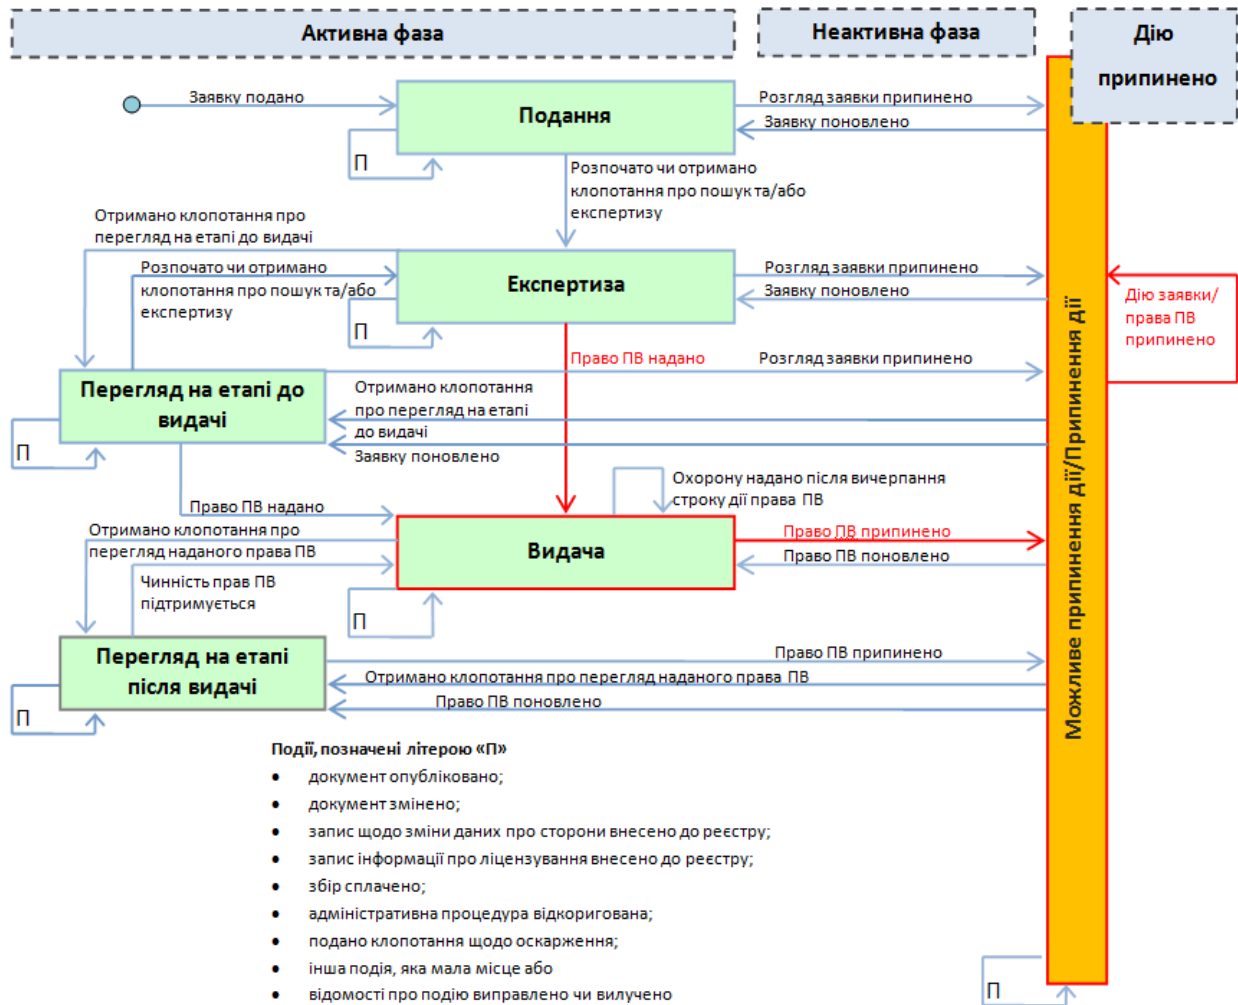 Активна фаза
Неактивна фаза
Дію
припинено
Заявку подано
Подання
Розгляд заявки припинено
Заявку поновлено
П
Розпочато чи отримано
клопотання про пошук та/або
експертизу
Отримано клопотання про
перегляд на етапі до видачі
Розпочато чи отримано
клопотання про пошук та/або
експертизу
Експертиза
П
Розгляд заявки припинено
Заявку поновлено
Дію заявки/
права ПВ
припинено
Право ПВ надано
Розгляд заявки припинено
Перегляд на етапі до
видачі
П
Отримано клопотання
про перегляд на етапі
до видачі
Заявку поновлено
Право ПВ надано
Охорону надано після вичерпання
строку дії права ПВ
Отримано клопотання про
перегляд наданого права ПВ
Видача
П
Право ПВ припинено
Право ПВ поновлено
Чинність прав ПВ
підтримується
Перегляд на етапі
після видачі
П
Право ПВ припинено
Отримано клопотання про перегляд наданого права ПВ
Право ПВ поновлено
Можливе припинення дії/Припинення дії
П
Події, позначені літерою «П»
• документ опубліковано;
• документ змінено;
• запис щодо зміни даних про сторони внесено до реєстру;
• запис інформації про ліцензування внесено до реєстру;
• збір сплачено;
• адміністративна процедура відкоригована;
• подано клопотання щодо оскарження;
• інша подія, яка мала місце або
• відомості про подію виправлено чи вилучено